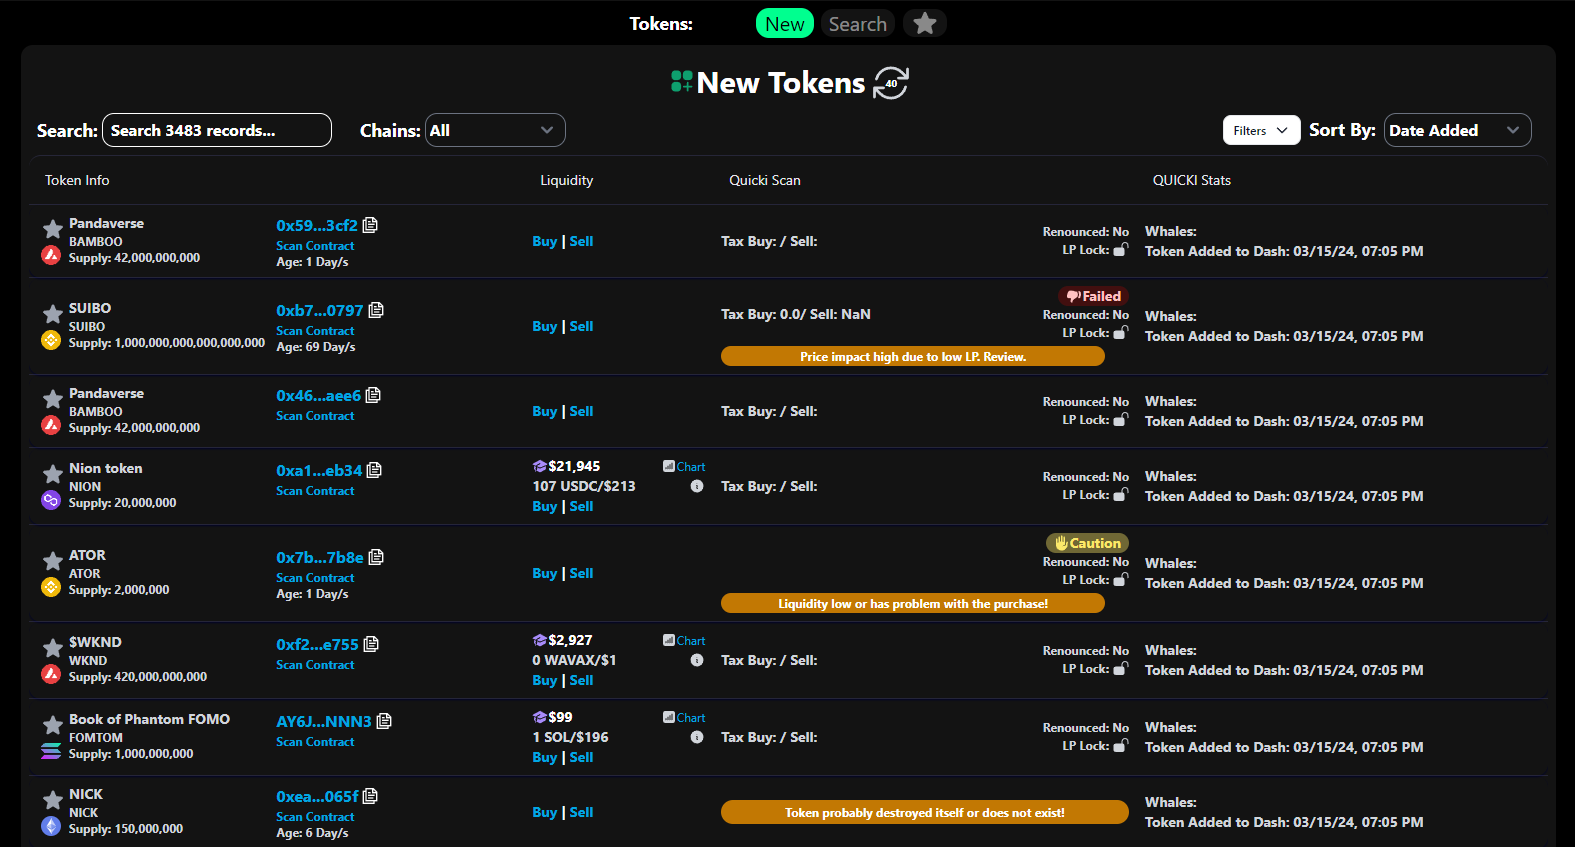 Tokens: New Search
New Tokens 40
Search: Search 3483 records... Chains: All Filters Sort By: Date Added
Token Info Liquidity Quicki Scan QUICKI Stats
Pandaverse
BAMBOO
Supply: 42,000,000,000
0x59...3cf2
Scan Contract
Age: 1 Day/s
Buy | Sell
Tax Buy: / Sell:
Renounced: No
LP Lock:
Whales:
Token Added to Dash: 03/15/24, 07:05 PM
SUIBO
SUIBO
Supply: 1,000,000,000,000,000,000
0xb7...0797
Scan Contract
Age: 69 Day/s
Buy | Sell
Tax Buy: 0.0/ Sell: NaN
Failed
Renounced: No
LP Lock:
Price impact high due to low LP. Review.
Whales:
Token Added to Dash: 03/15/24, 07:05 PM
Pandaverse
BAMBOO
Supply: 42,000,000,000
0x46...aee6
Scan Contract
Buy | Sell
Tax Buy: / Sell:
Renounced: No
LP Lock:
Whales:
Token Added to Dash: 03/15/24, 07:05 PM
Nion token
NION
Supply: 20,000,000
0xa1...eb34
Scan Contract
$21,945 Chart
107 USDC/$213
Buy | Sell
Tax Buy: / Sell:
Renounced: No
LP Lock:
Whales:
Token Added to Dash: 03/15/24, 07:05 PM
ATOR
ATOR
Supply: 2,000,000
0x7b...7b8e
Scan Contract
Age: 1 Day/s
Buy | Sell
Caution
Renounced: No
LP Lock:
Liquidity low or has problem with the purchase!
Whales:
Token Added to Dash: 03/15/24, 07:05 PM
$WKND
WKND
Supply: 420,000,000,000
0xf2...e755
Scan Contract
$2,927 Chart
0 WAVAX/$1
Buy | Sell
Tax Buy: / Sell:
Renounced: No
LP Lock:
Whales:
Token Added to Dash: 03/15/24, 07:05 PM
Book of Phantom FOMO
FOMTOM
Supply: 1,000,000,000
AY6J...NNN3
Scan Contract
$99 Chart
1 SOL/$196
Buy | Sell
Tax Buy: / Sell:
Renounced: No
LP Lock:
Whales:
Token Added to Dash: 03/15/24, 07:05 PM
NICK
NICK
Supply: 150,000,000
0xea...065f
Scan Contract
Age: 6 Day/s
Buy | Sell
Token probably destroyed itself or does not exist!
Whales:
Token Added to Dash: 03/15/24, 07:05 PM